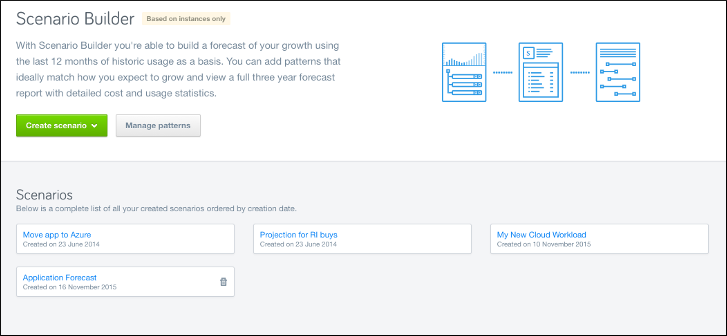 Scenario Builder
Based on instances only
With Scenario Builder you're able to build a forecast of your growth using
the last 12 months of historic usage as a basis. You can add patterns that
ideally match how you expect to grow and view a full three year forecast
report with detailed cost and usage statistics.
Create scenario
Manage patterns
$
Scenarios
Below is a complete list of all your created scenarios ordered by creation date.
Move app to Azure
Created on 23 June 2014
Projection for RI buys
Created on 23 June 2014
My New Cloud Workload
Created on 10 November 2015
Application Forecast
Created on 16 November 2015